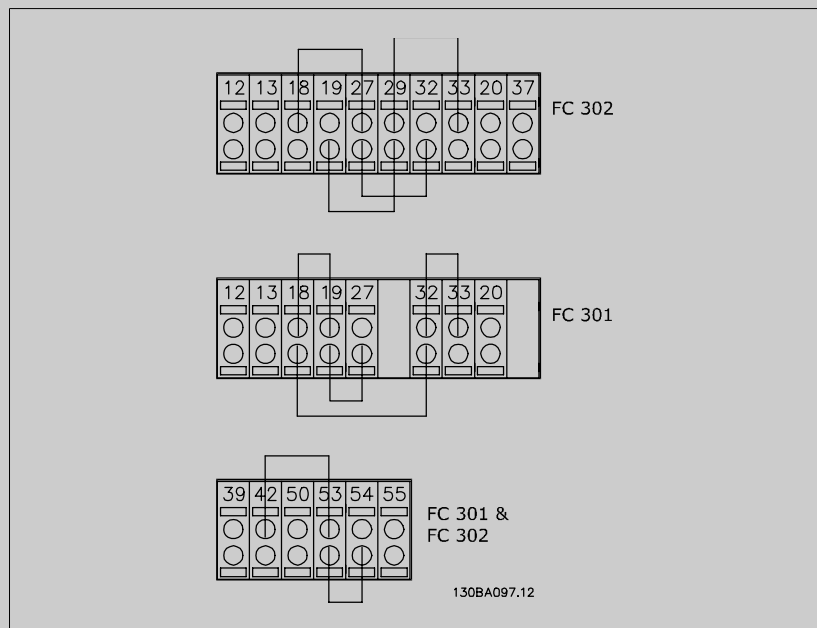 12 13 18 19 27 29 32 33 20 37
FC 302
12 13 18 19 27 32 33 20
FC 301
39 42 50 53 54 55
FC 301 &
FC 302
130BA097.12